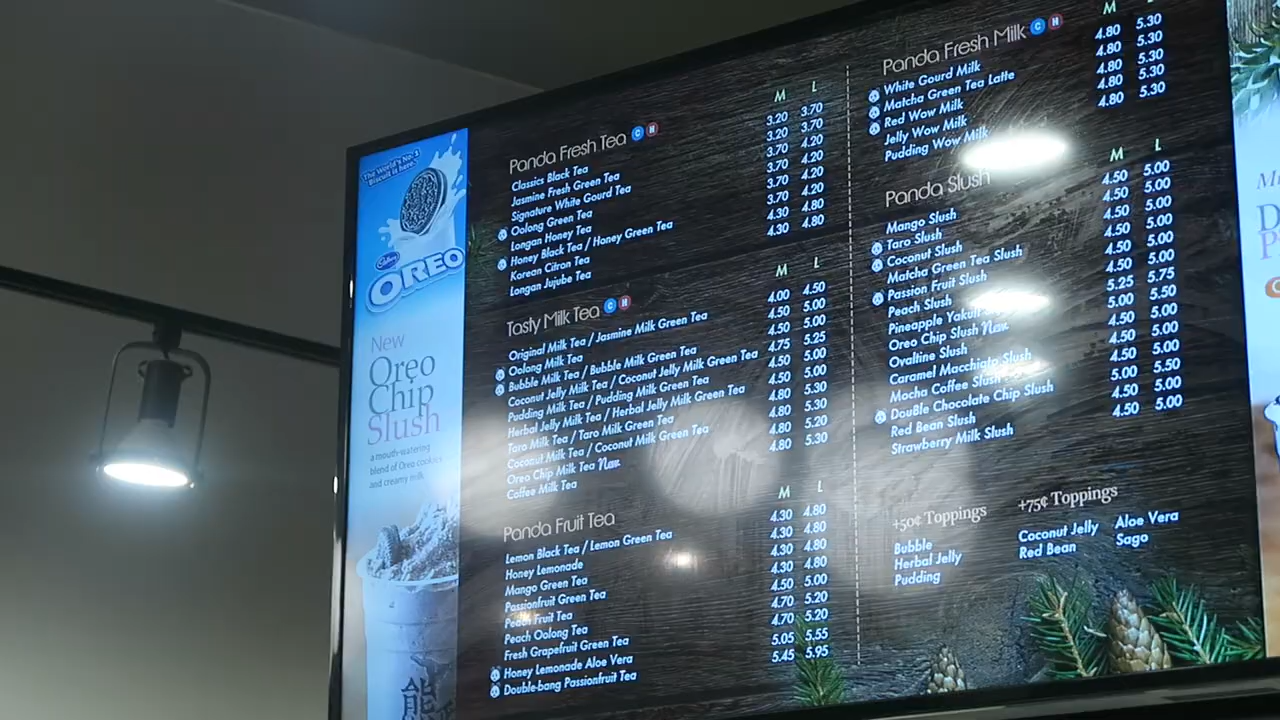 The World's No. 1
Biscuit is here.
Cadbury
OREO
New
Oreo
Chip
Slush
a mouth-watering
blend of Oreo cookies
and creamy milk
熊
Panda Fresh Tea C H
M L
Classics Black Tea 3.20 3.70
Jasmine Fresh Green Tea 3.20 3.70
Signature White Gourd Tea 3.70 4.20
Oolong Green Tea 3.70 4.20
Longan Honey Tea 3.70 4.20
Honey Black Tea / Honey Green Tea 3.70 4.20
Korean Citron Tea 4.30 4.80
Longan Jujube Tea 4.30 4.80
Tasty Milk Tea C H
M L
Original Milk Tea / Jasmine Milk Green Tea 4.00 4.50
Oolong Milk Tea 4.50 5.00
Bubble Milk Tea / Bubble Milk Green Tea 4.50 5.00
Coconut Jelly Milk Tea / Coconut Jelly Milk Green Tea 4.75 5.25
Pudding Milk Tea / Pudding Milk Green Tea 4.50 5.00
Herbal Jelly Milk Tea / Herbal Jelly Milk Green Tea 4.50 5.00
Taro Milk Tea / Taro Milk Green Tea 4.80 5.30
Coconut Milk Tea / Coconut Milk Green Tea 4.80 5.30
Oreo Chip Milk Tea New 4.80 5.20
Coffee Milk Tea 4.80 5.30
Panda Fruit Tea
M L
Lemon Black Tea / Lemon Green Tea 4.30 4.80
Honey Lemonade 4.30 4.80
Mango Green Tea 4.30 4.80
Passionfruit Green Tea 4.30 4.80
Peach Fruit Tea 4.50 5.00
Peach Oolong Tea 4.70 5.20
Fresh Grapefruit Green Tea 4.70 5.20
Honey Lemonade Aloe Vera 5.05 5.55
Double-bang Passionfruit Tea 5.45 5.95
Panda Fresh Milk C H
M L
White Gourd Milk 4.80 5.30
Matcha Green Tea Latte 4.80 5.30
Red Wow Milk 4.80 5.30
Jelly Wow Milk 4.80 5.30
Pudding Wow Milk 4.80 5.30
Panda Slush
M L
Mango Slush 4.50 5.00
Taro Slush 4.50 5.00
Coconut Slush 4.50 5.00
Matcha Green Tea Slush 4.50 5.00
Passion Fruit Slush 4.50 5.00
Peach Slush 4.50 5.00
Pineapple Yakult 5.25 5.75
Oreo Chip Slush New 5.00 5.50
Ovaltine Slush 4.50 5.00
Caramel Macchiato Slush 4.50 5.00
Mocha Coffee Slush 4.50 5.00
Double Chocolate Chip Slush 5.00 5.50
Red Bean Slush 4.50 5.00
Strawberry Milk Slush 4.50 5.00
+50¢ Toppings
Bubble
Herbal Jelly
Pudding
+75¢ Toppings
Coconut Jelly Aloe Vera
Red Bean Sago